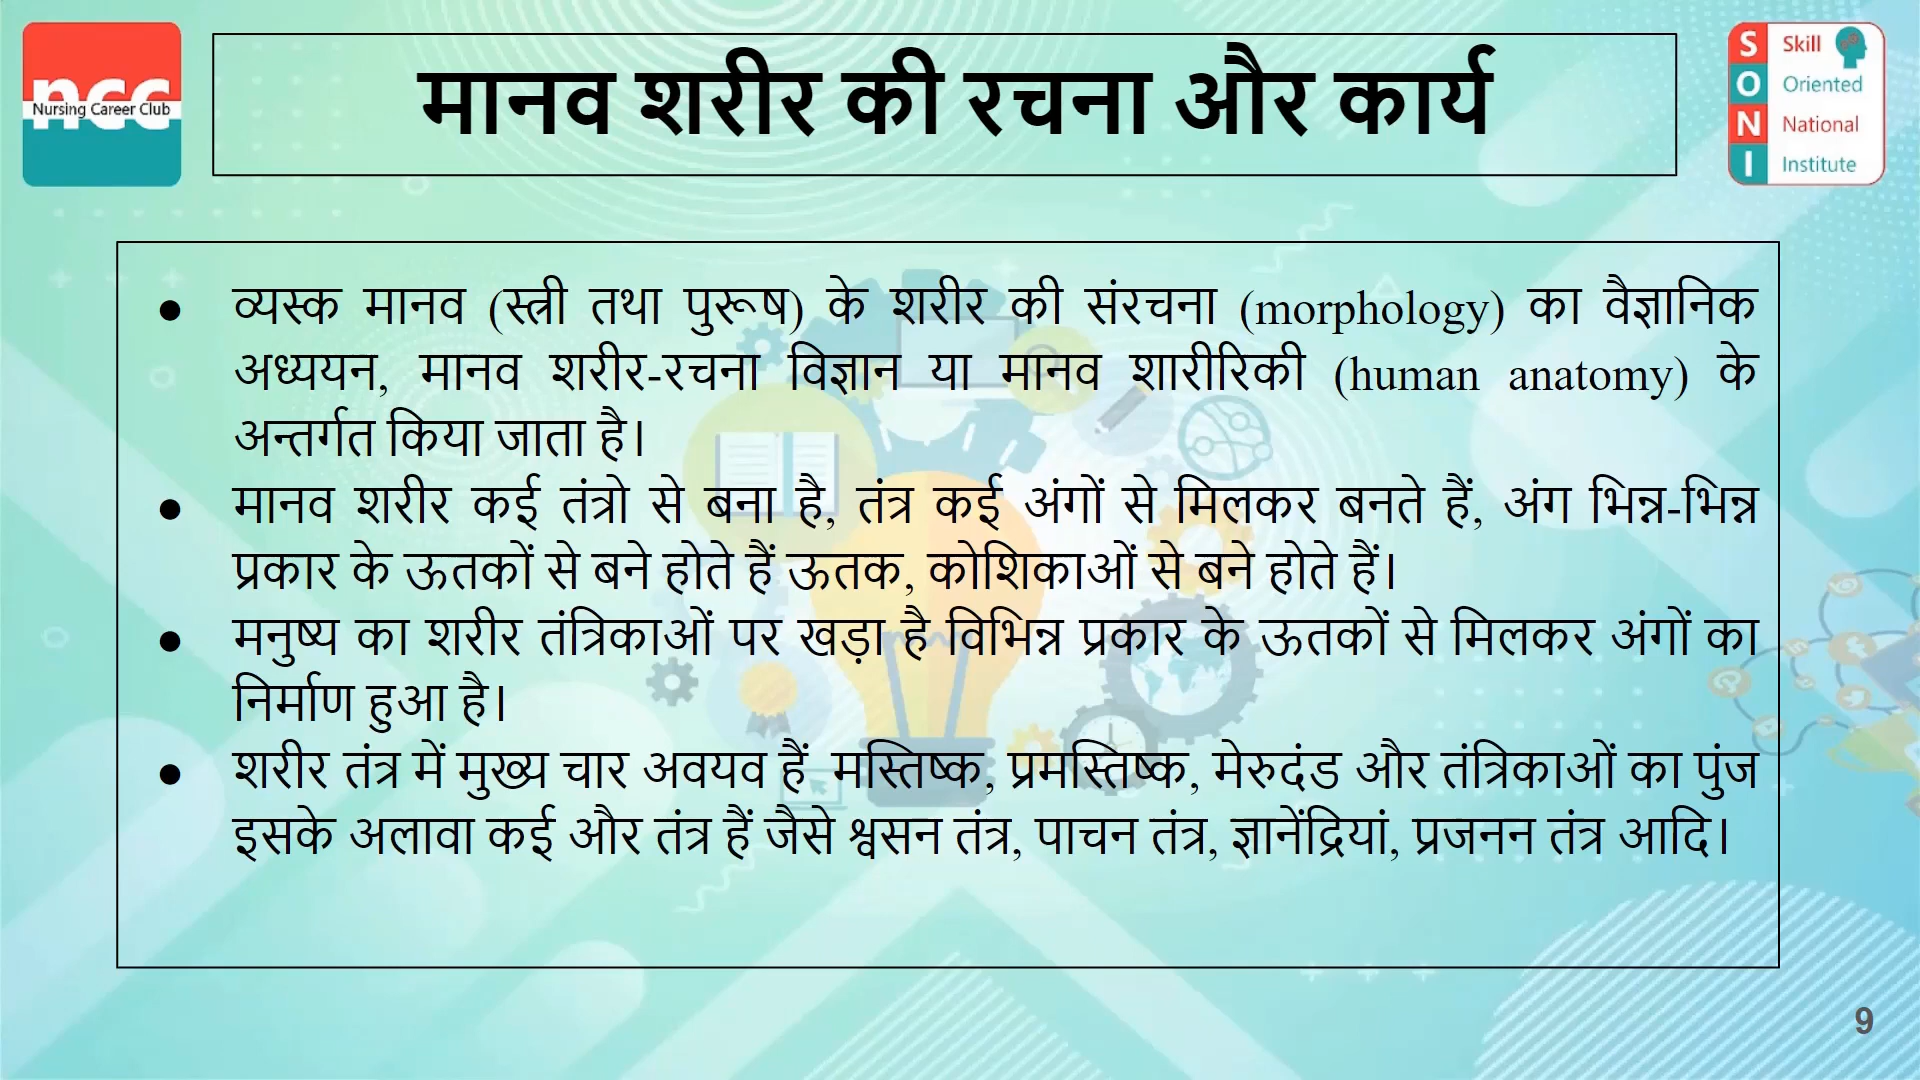 ncc
Nursing Career Club
मानव शरीर की रचना और कार्य
S Skill
O Oriented
N National
I Institute
● व्यस्क मानव (स्त्री तथा पुरूष) के शरीर की संरचना (morphology) का वैज्ञानिक
अध्ययन, मानव शरीर-रचना विज्ञान या मानव शारीरिकी (human anatomy) के
अन्तर्गत किया जाता है।
● मानव शरीर कई तंत्रो से बना है, तंत्र कई अंगों से मिलकर बनते हैं, अंग भिन्न-भिन्न
प्रकार के ऊतकों से बने होते हैं ऊतक, कोशिकाओं से बने होते हैं।
● मनुष्य का शरीर तंत्रिकाओं पर खड़ा है विभिन्न प्रकार के ऊतकों से मिलकर अंगों का
निर्माण हुआ है।
● शरीर तंत्र में मुख्य चार अवयव हैं मस्तिष्क, प्रमस्तिष्क, मेरुदंड और तंत्रिकाओं का पुंज
इसके अलावा कई और तंत्र हैं जैसे श्वसन तंत्र, पाचन तंत्र, ज्ञानेंद्रियां, प्रजनन तंत्र आदि।
9